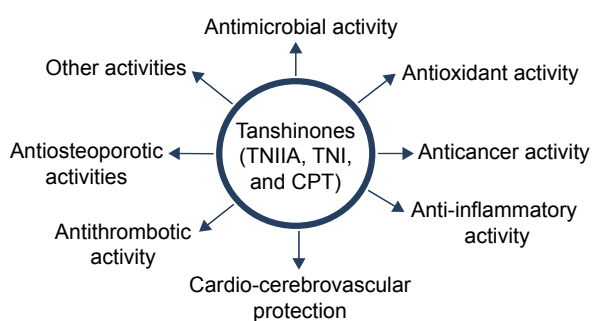 Antimicrobial activity
Other activities
Antioxidant activity
Tanshinones
(TNIIA, TNI,
and CPT)
Antiosteoporotic
activities
Anticancer activity
Antithrombotic
activity
Anti-inflammatory
activity
Cardio-cerebrovascular
protection